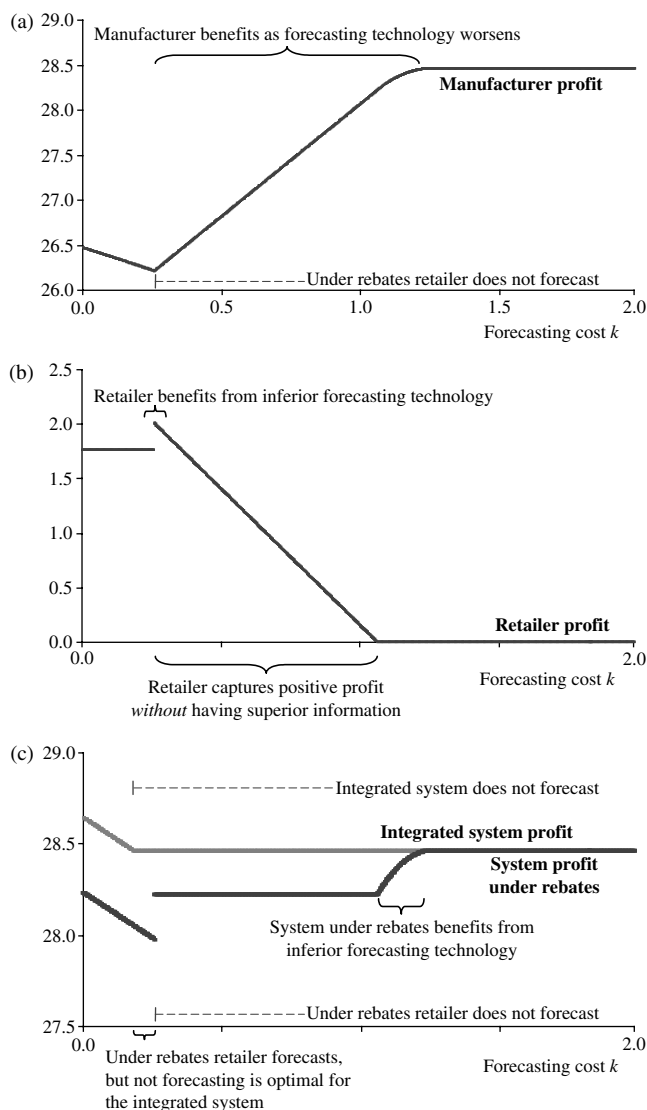 (a)
29.0
Manufacturer benefits as forecasting technology worsens
28.5
Manufacturer profit
28.0
27.5
27.0
26.5
Under rebates retailer does not forecast
26.0
0.0 0.5 1.0 1.5 2.0
Forecasting cost k
(b)
2.5
Retailer benefits from inferior forecasting technology
2.0
1.5
1.0
0.5
Retailer profit
0.0
0.0 2.0
Retailer captures positive profit
without having superior information
Forecasting cost k
(c)
29.0
Integrated system does not forecast
Integrated system profit
28.5
System profit
under rebates
System under rebates benefits from
inferior forecasting technology
28.0
Under rebates retailer does not forecast
27.5
0.0 2.0
Under rebates retailer forecasts,
but not forecasting is optimal for
the integrated system
Forecasting cost k